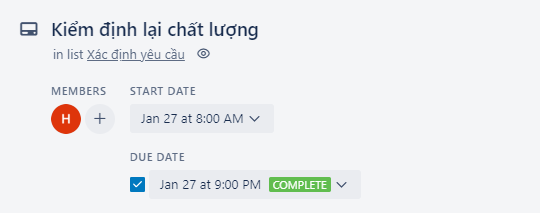 Kiểm định lại chất lượng
in list Xác định yêu cầu
MEMBERS START DATE
H + Jan 27 at 8:00 AM
DUE DATE
Jan 27 at 9:00 PM COMPLETE